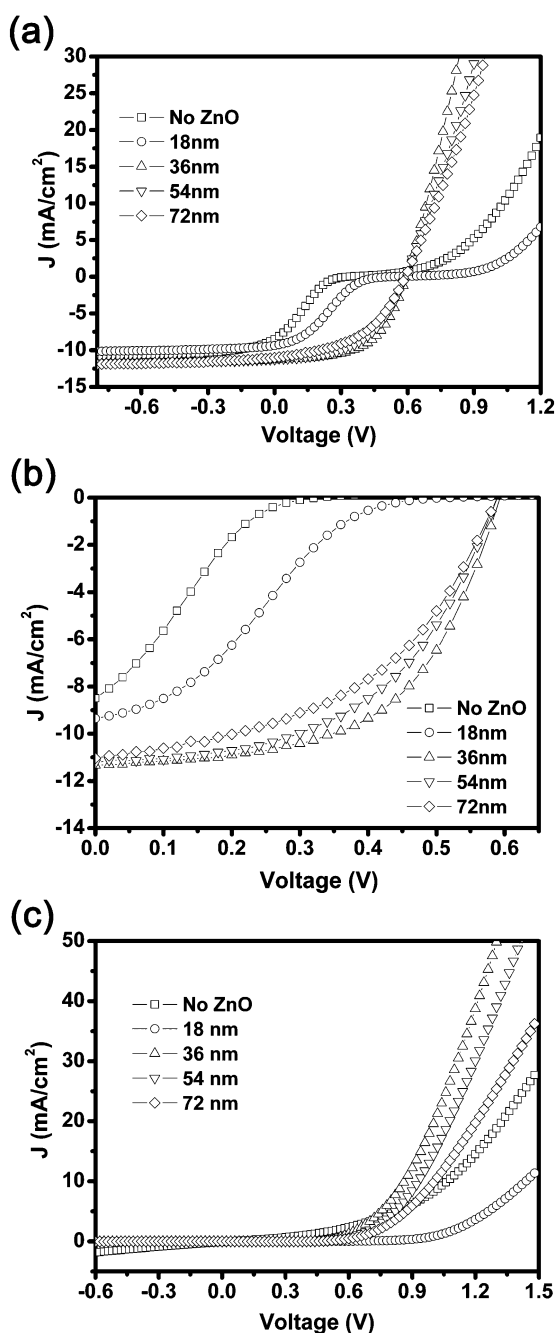 (a)
30
25
20
15
10
5
0
-5
-10
-15
J (mA/cm²)
No ZnO
18nm
36nm
54nm
72nm
-0.6 -0.3 0.0 0.3 0.6 0.9 1.2
Voltage (V)
(b)
0
-2
-4
-6
-8
-10
-12
-14
J (mA/cm²)
No ZnO
18nm
36nm
54nm
72nm
0.0 0.1 0.2 0.3 0.4 0.5 0.6
Voltage (V)
(c)
50
40
30
20
10
0
J (mA/cm²)
No ZnO
18 nm
36 nm
54 nm
72 nm
-0.6 -0.3 0.0 0.3 0.6 0.9 1.2 1.5
Voltage (V)